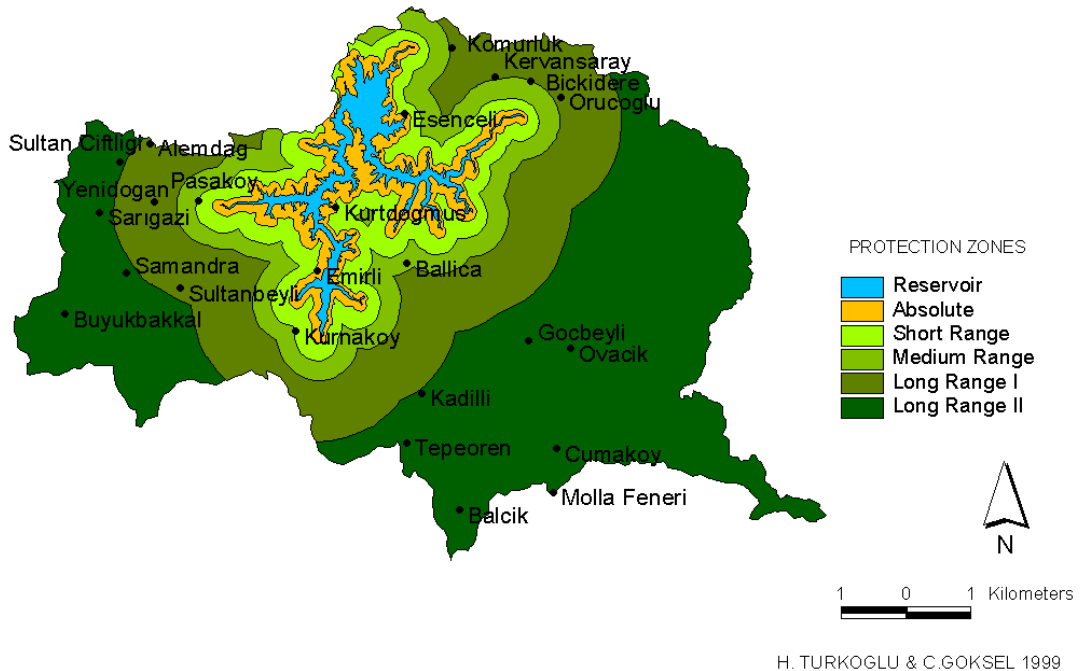 Komurluk
Kervansaray
Bickidere
Orucoglu
Esenceli
Sultan Ciftligi
Alemdag
Yenidogan
Pasakoy
Sarıgazi
Kurtdogmus
Samandra
Emirli
Ballica
Sultanbeyli
Buyukbakkal
Kurnakoy
Gocbeyli
Ovacik
Kadilli
Tepeoren
Cumakoy
Molla Feneri
Balcik
PROTECTION ZONES
Reservoir
Absolute
Short Range
Medium Range
Long Range I
Long Range II
N
1 0 1 Kilometers
H. TURKOGLU & C.GOKSEL 1999